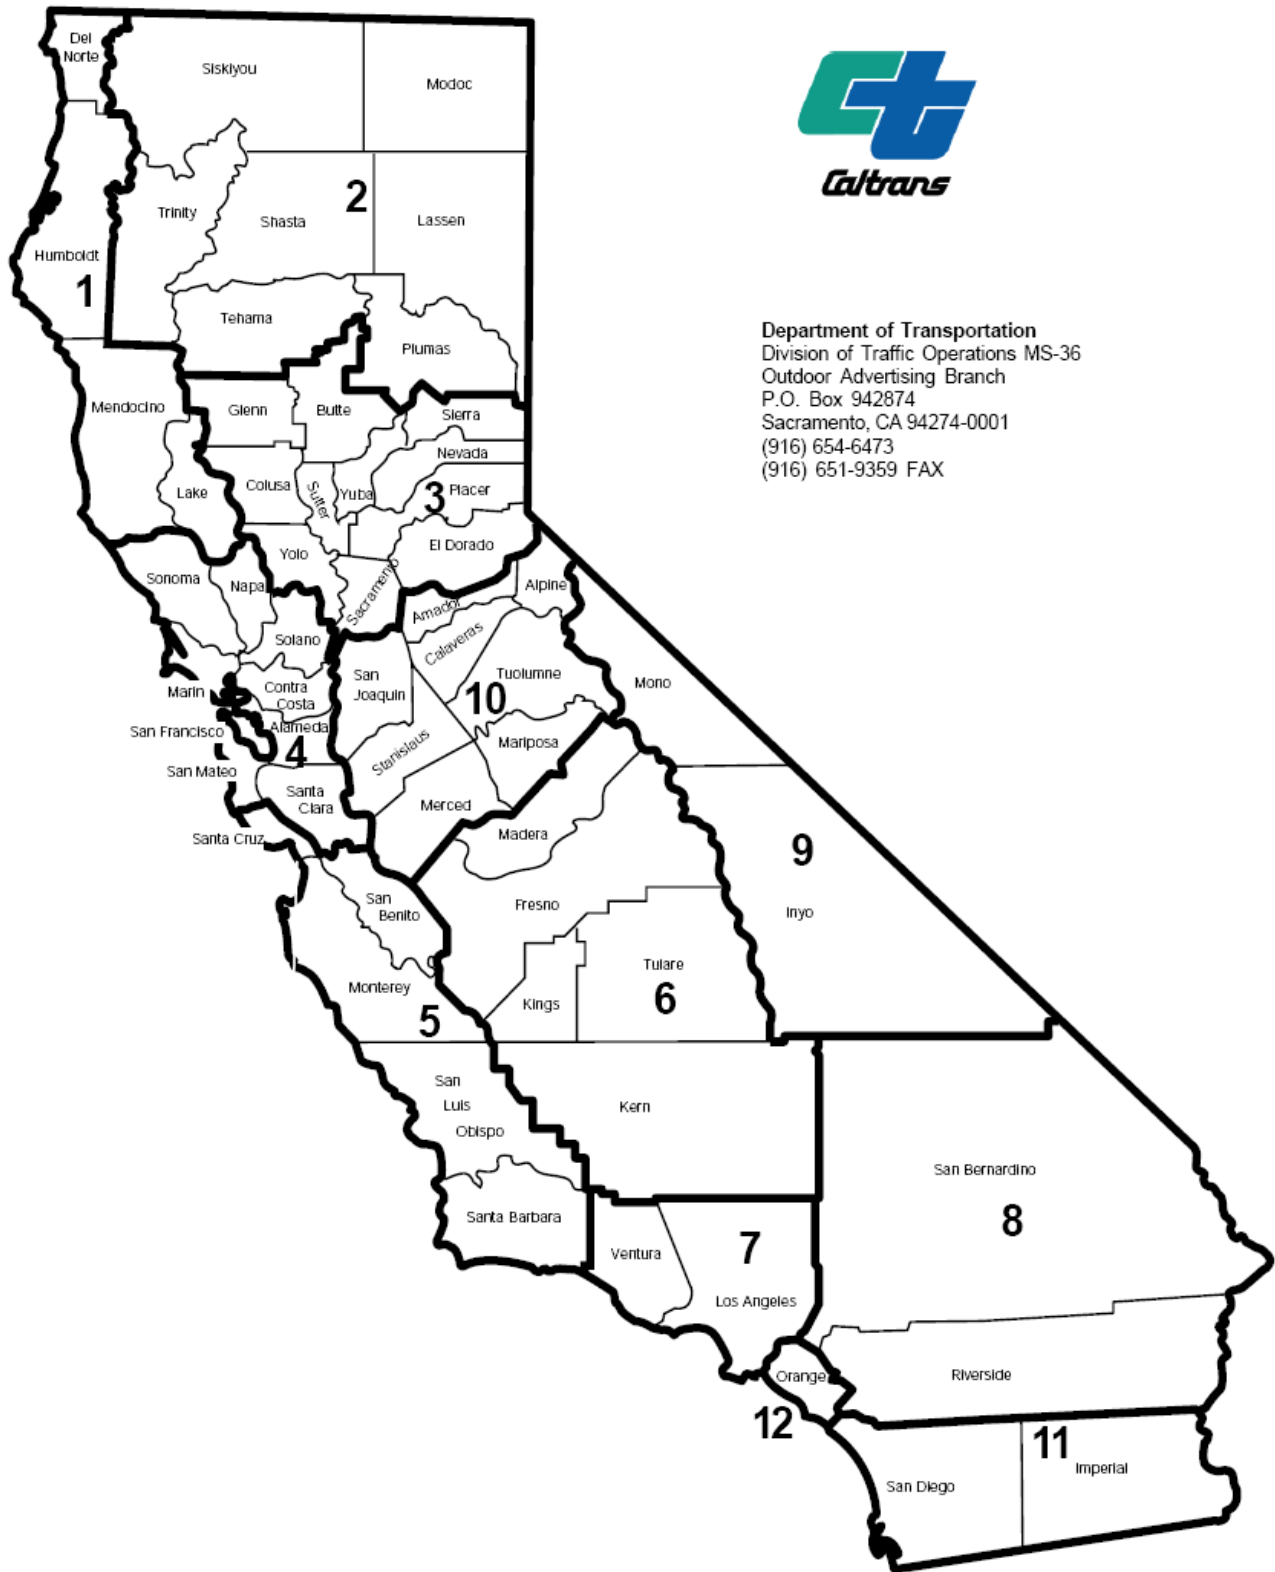 Del
Norte
Siskiyou
Modoc
Caltrans
2
Trinity
Shasta
Lassen
Humboldt
1
Tehama
Plumas
Department of Transportation
Division of Traffic Operations MS-36
Outdoor Advertising Branch
P.O. Box 942874
Sacramento, CA 94274-0001
(916) 654-6473
(916) 651-9359 FAX
Mendocino
Glenn
Butte
Sierra
Nevada
Lake
Colusa
Sutter
Yuba
3
Placer
Yolo
El Dorado
Sonoma
Napa
Sacramento
Alpine
Amador
Solano
Calaveras
San
Joaquin
Tuolumne
Mono
Marin
Contra
Costa
10
San Francisco
Alameda
4
Stanislaus
Mariposa
San Mateo
Santa
Clara
Merced
Santa Cruz
Madera
9
San
Benito
Fresno
Inyo
Tulare
Monterey
5
Kings
6
San
Luis
Obispo
Kern
San Bernardino
Santa Barbara
8
Ventura
7
Los Angeles
Orange
Riverside
12
11
Imperial
San Diego